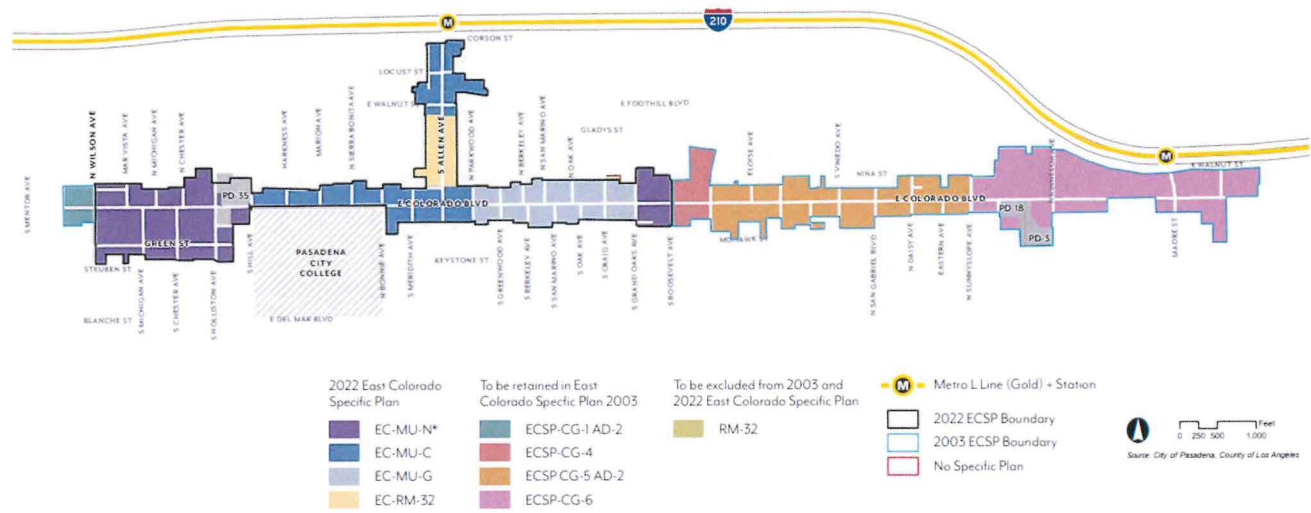 M
210
CORSON ST
LOCUST ST
E WALNUT ST
E FOOTHILL BLVD
GLADYS ST
N WILSON AVE
MAR VISTA AVE
N MICHIGAN AVE
N CHESTER AVE
HARKNESS AVE
MARION AVE
N SIERRA BONITA AVE
S ALLEN AVE
N PARKWOOD AVE
N BERKELEY AVE
N SAN MARINO AVE
N OAK AVE
ELOISE AVE
S VINEDO AVE
NINA ST
M
E WALNUT ST
S MENTOR AVE
PD-35
E COLORADO BLVD
E COLORADO BLVD
PD-18
PD-3
MADRE ST
GREEN ST
PASADENA
CITY
COLLEGE
STEUBEN ST
S HILL AVE
N BONNIE AVE
S MERIDITH AVE
KEYSTONE ST
MOHAWK ST
BLANCHE ST
S MICHIGAN AVE
S CHESTER AVE
S HOLLISTON AVE
E DEL MAR BLVD
S GREENWOOD AVE
S BERKELEY AVE
S SAN MARINO AVE
S OAK AVE
S CRAIG AVE
S GRAND OAKS AVE
S ROOSEVELT AVE
N SAN GABRIEL BLVD
N DAISY AVE
EASTERN AVE
N SUNNYSLOPE AVE
2022 East Colorado
Specific Plan
EC-MU-N*
EC-MU-C
EC-MU-G
EC-RM-32
To be retained in East
Colorado Specfic Plan 2003
ECSP-CG-1 AD-2
ECSP-CG-4
ECSP CG-5 AD-2
ECSP-CG-6
To be excluded from 2003 and
2022 East Colorado Specific Plan
RM-32
M Metro L Line (Gold) + Station
2022 ECSP Boundary
2003 ECSP Boundary
No Specific Plan
Feet
0 250 500 1,000
Source: City of Pasadena, County of Los Angeles